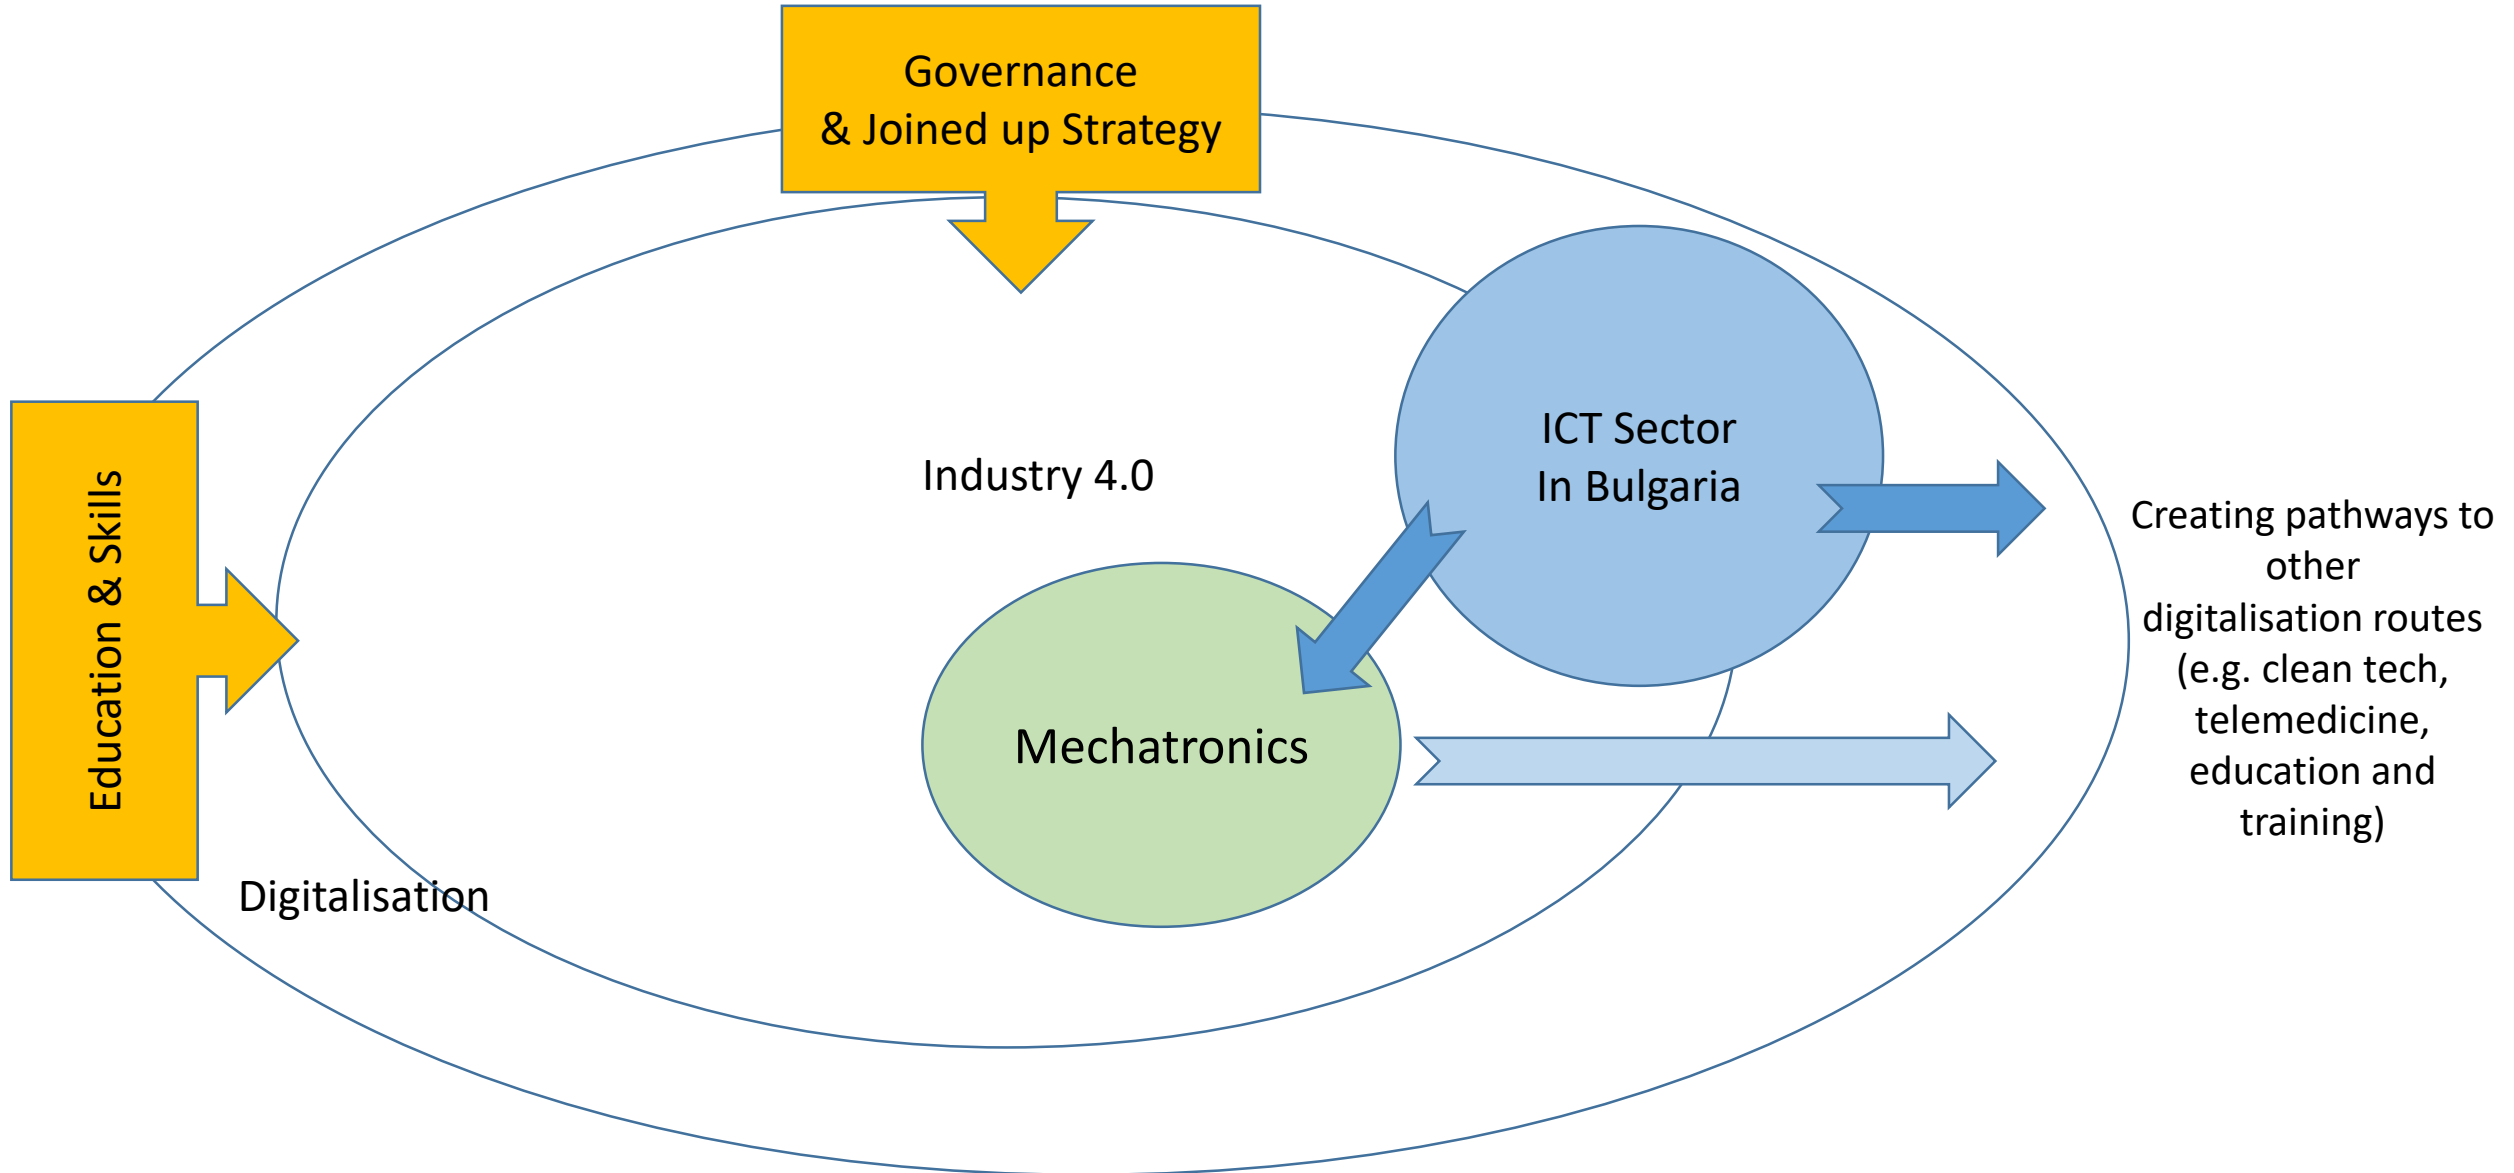 Governance
& Joined up Strategy
Education & Skills
Industry 4.0
ICT Sector
In Bulgaria
Mechatronics
Digitalisation
Creating pathways to
other
digitalisation routes
(e.g. clean tech,
telemedicine,
education and
training)